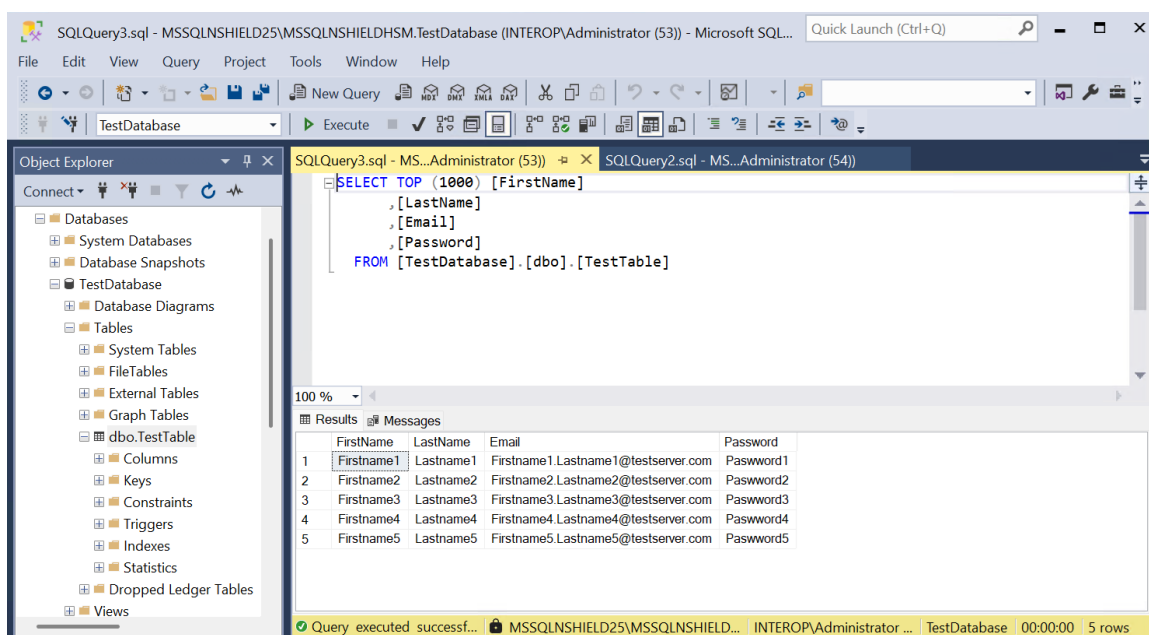 SQLQuery3.sql - MSSQLNSHIELD25\MSSQLNSHIELDHSM.TestDatabase (INTEROP\Administrator (53)) - Microsoft SQL... Quick Launch (Ctrl+Q)
File Edit View Query Project Tools Window Help
New Query MDX DMX XMLA DAX
TestDatabase Execute
Object Explorer
Connect
Databases
System Databases
Database Snapshots
TestDatabase
Database Diagrams
Tables
System Tables
FileTables
External Tables
Graph Tables
dbo.TestTable
Columns
Keys
Constraints
Triggers
Indexes
Statistics
Dropped Ledger Tables
Views
SQLQuery3.sql - MS...Administrator (53)) SQLQuery2.sql - MS...Administrator (54))
SELECT TOP (1000) [FirstName]
,[LastName]
,[Email]
,[Password]
FROM [TestDatabase].[dbo].[TestTable]
100 %
Results Messages
FirstName LastName Email Password
1 Firstname1 Lastname1 Firstname1.Lastname1@testserver.com Paswword1
2 Firstname2 Lastname2 Firstname2.Lastname2@testserver.com Paswword2
3 Firstname3 Lastname3 Firstname3.Lastname3@testserver.com Paswword3
4 Firstname4 Lastname4 Firstname4.Lastname4@testserver.com Paswword4
5 Firstname5 Lastname5 Firstname5.Lastname5@testserver.com Paswword5
Query executed successf... MSSQLNSHIELD25\MSSQLNSHIELD... INTEROP\Administrator ... TestDatabase 00:00:00 5 rows